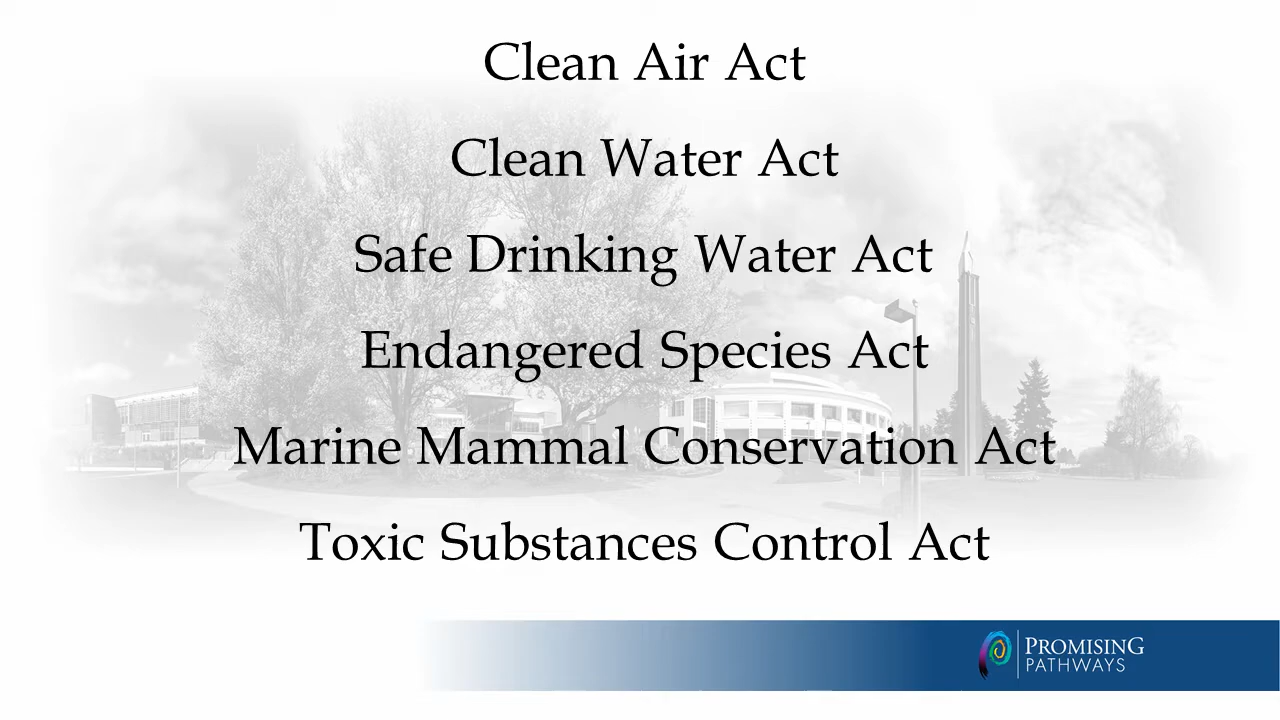 Clean Air Act
Clean Water Act
Safe Drinking Water Act
Endangered Species Act
Marine Mammal Conservation Act
Toxic Substances Control Act
PROMISING
PATHWAYS